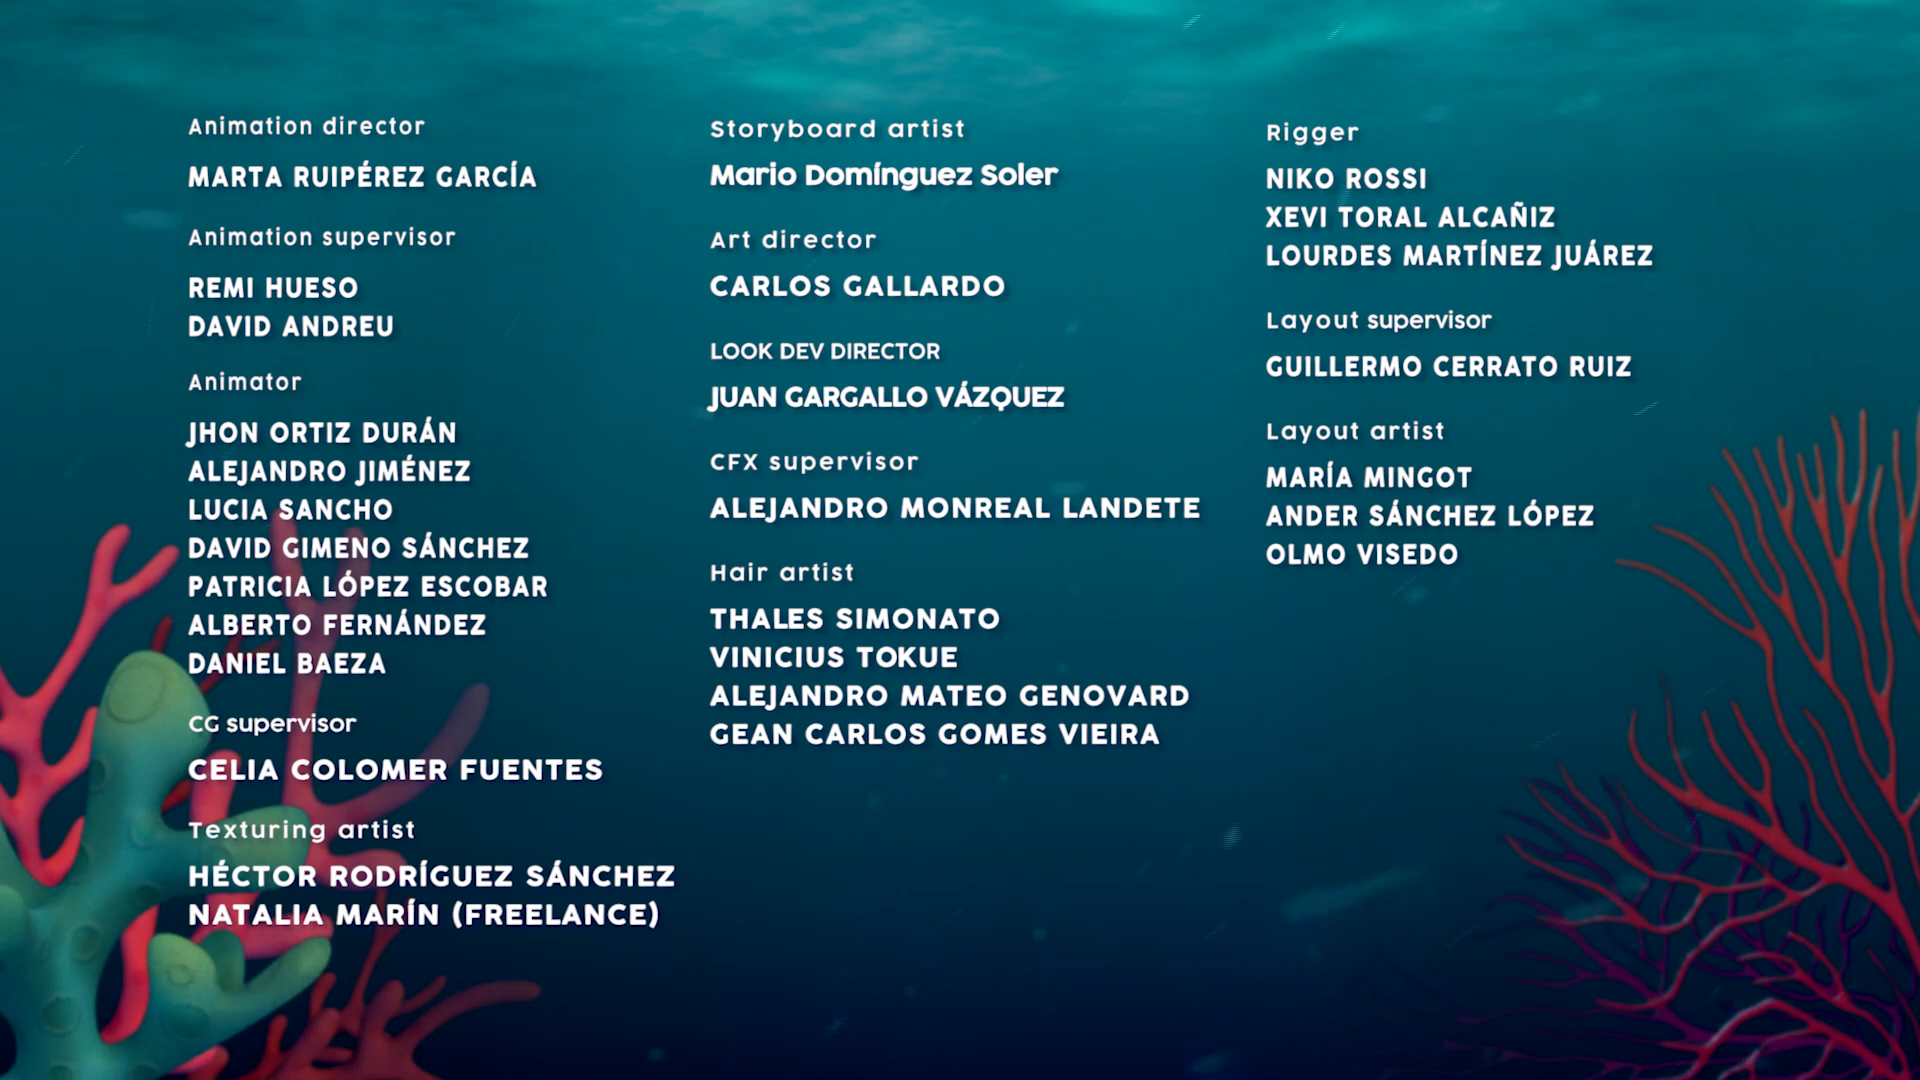 Animation director
MARTA RUIPÉREZ GARCÍA
Animation supervisor
REMI HUESO
DAVID ANDREU
Animator
JHON ORTIZ DURÁN
ALEJANDRO JIMÉNEZ
LUCIA SANCHO
DAVID GIMENO SÁNCHEZ
PATRICIA LÓPEZ ESCOBAR
ALBERTO FERNÁNDEZ
DANIEL BAEZA
CG supervisor
CELIA COLOMER FUENTES
Texturing artist
HÉCTOR RODRÍGUEZ SÁNCHEZ
NATALIA MARÍN (FREELANCE)
Storyboard artist
Mario Domínguez Soler
Art director
CARLOS GALLARDO
LOOK DEV DIRECTOR
JUAN GARGALLO VÁZQUEZ
CFX supervisor
ALEJANDRO MONREAL LANDETE
Hair artist
THALES SIMONATO
VINICIUS TOKUE
ALEJANDRO MATEO GENOVARD
GEAN CARLOS GOMES VIEIRA
Rigger
NIKO ROSSI
XEVI TORAL ALCAÑIZ
LOURDES MARTÍNEZ JUÁREZ
Layout supervisor
GUILLERMO CERRATO RUIZ
Layout artist
MARÍA MINGOT
ANDER SÁNCHEZ LÓPEZ
OLMO VISEDO